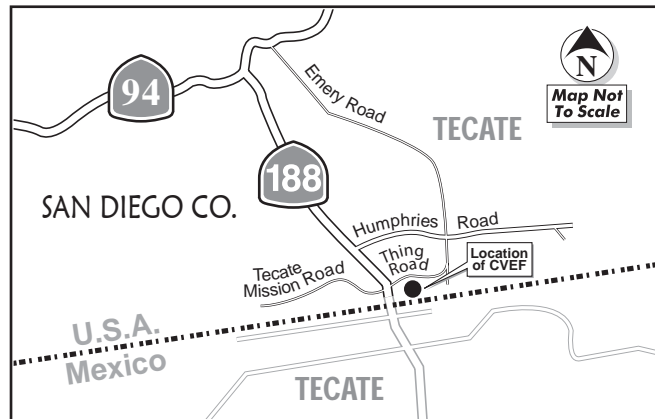 94
Emery Road
N
Map Not
To Scale
TECATE
188
SAN DIEGO CO.
Humphries Road
Thing
Road
Location
of CVEF
Tecate
Mission Road
U.S.A.
Mexico
TECATE